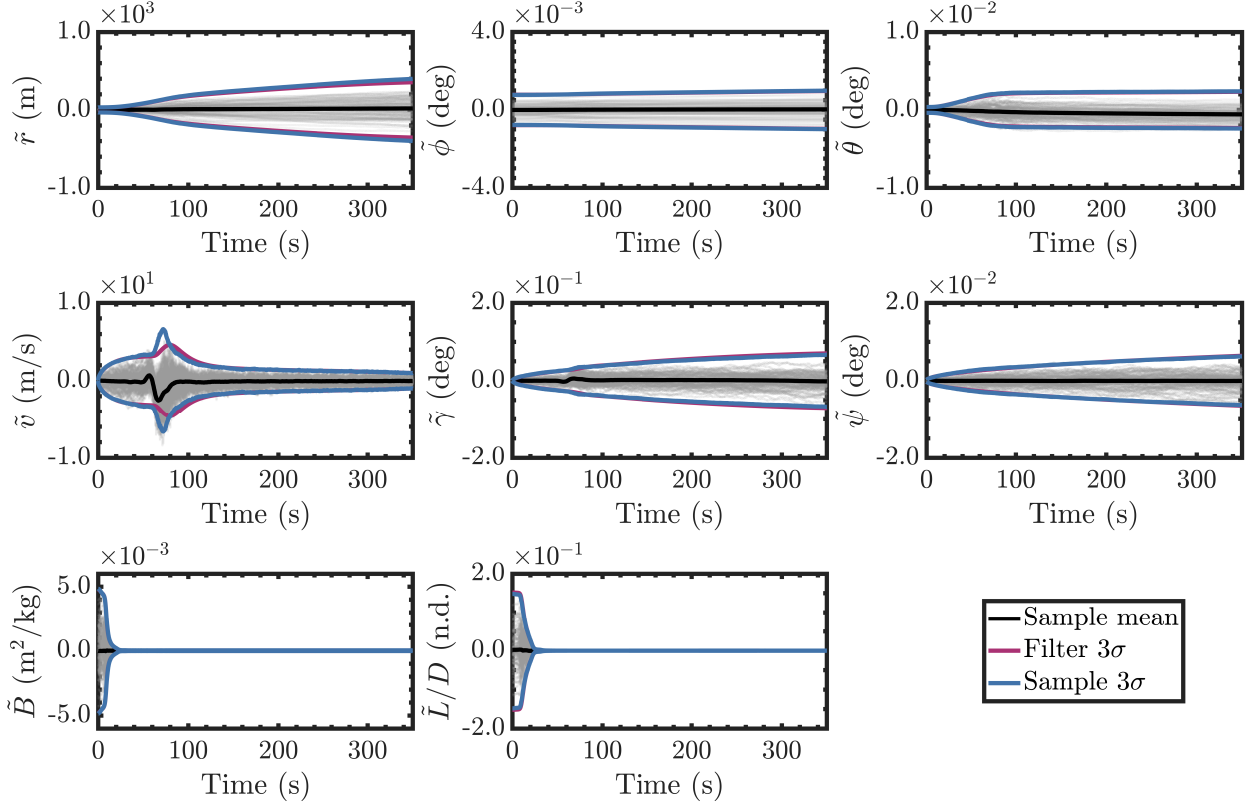 ×10³
1.0
0.0
-1.0
r̃ (m)
0 100 200 300
Time (s)
×10⁻³
4.0
0.0
-4.0
ϕ̃ (deg)
0 100 200 300
Time (s)
×10⁻²
1.0
0.0
-1.0
θ̃ (deg)
0 100 200 300
Time (s)
×10¹
1.0
0.0
-1.0
ṽ (m/s)
0 100 200 300
Time (s)
×10⁻¹
2.0
0.0
-2.0
γ̃ (deg)
0 100 200 300
Time (s)
×10⁻²
2.0
0.0
-2.0
ψ̃ (deg)
0 100 200 300
Time (s)
×10⁻³
5.0
0.0
-5.0
B̃ (m²/kg)
0 100 200 300
Time (s)
×10⁻¹
2.0
0.0
-2.0
L̃/D (n.d.)
0 100 200 300
Time (s)
Sample mean
Filter 3σ
Sample 3σ